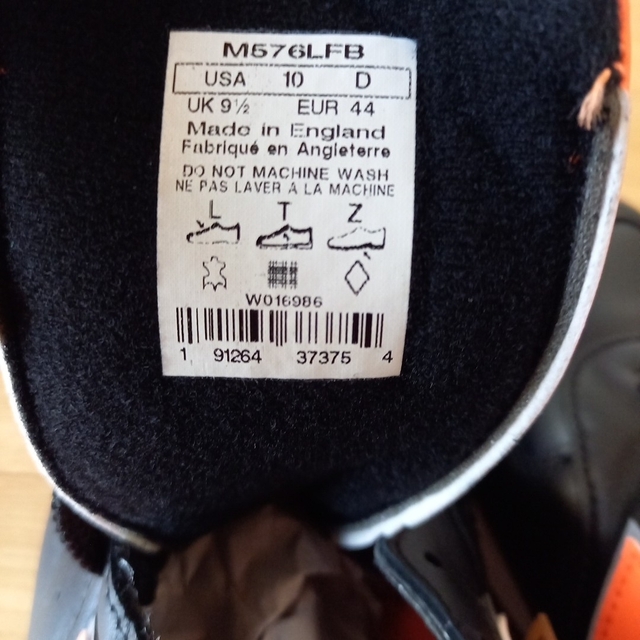 M576LFB
USA 10 D
UK 9½ EUR 44
Made in England
Fabriqué en Angleterre
DO NOT MACHINE WASH
NE PAS LAVER A LA MACHINE
L T Z
W016986
1 91264 37375 4